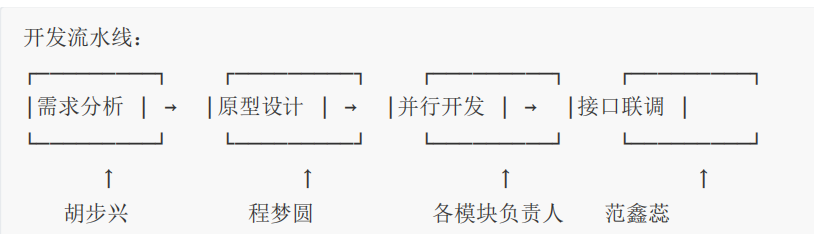 开发流水线：
需求分析 → 原型设计 → 并行开发 → 接口联调
↑ ↑ ↑ ↑
胡步兴 程梦圆 各模块负责人 范鑫蕊